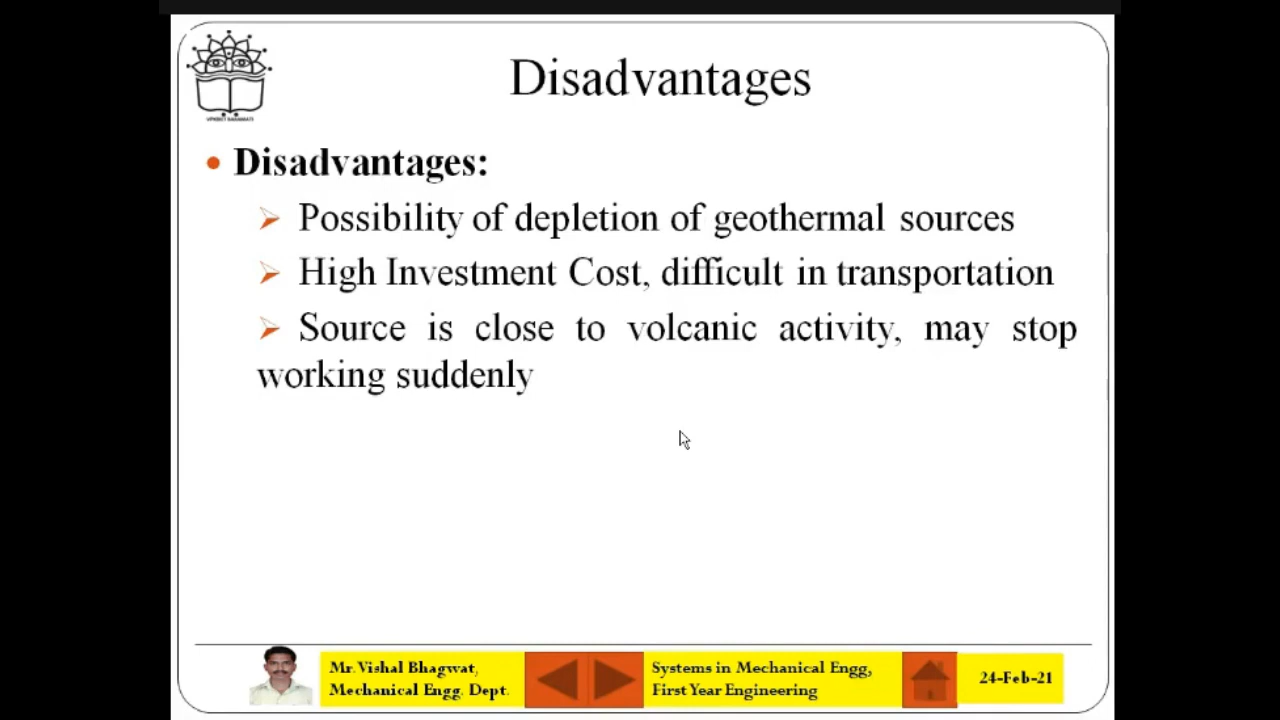 Disadvantages
Disadvantages:
Possibility of depletion of geothermal sources
High Investment Cost, difficult in transportation
Source is close to volcanic activity, may stop
working suddenly
Mr. Vishal Bhagwat,
Mechanical Engg. Dept.
Systems in Mechanical Engg,
First Year Engineering
24-Feb-21